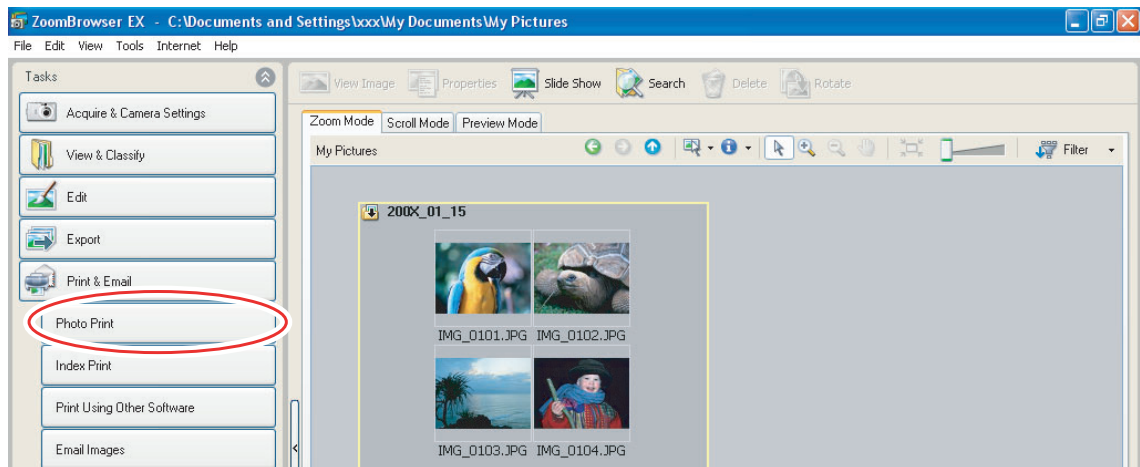 ZoomBrowser EX - C:\Documents and Settings\xxx\My Documents\My Pictures
File Edit View Tools Internet Help
Tasks
Acquire & Camera Settings
View & Classify
Edit
Export
Print & Email
Photo Print
Index Print
Print Using Other Software
Email Images
View Image Properties Slide Show Search Delete Rotate
Zoom Mode Scroll Mode Preview Mode
My Pictures Filter
200X_01_15
IMG_0101.JPG IMG_0102.JPG
IMG_0103.JPG IMG_0104.JPG